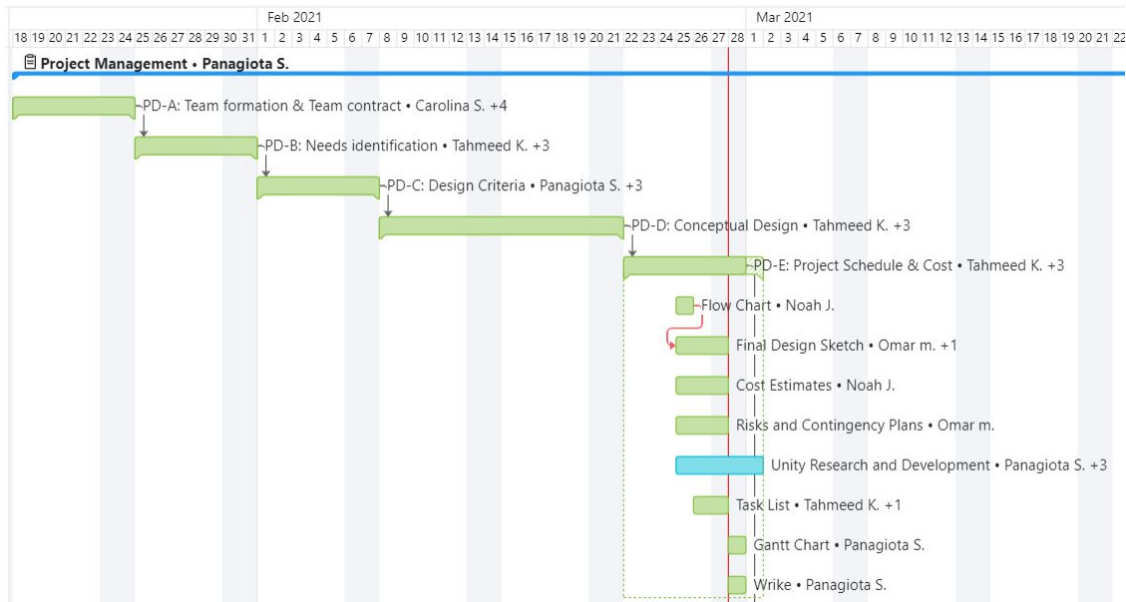 Feb 2021 Mar 2021
18 19 20 21 22 23 24 25 26 27 28 29 30 31 1 2 3 4 5 6 7 8 9 10 11 12 13 14 15 16 17 18 19 20 21 22 23 24 25 26 27 28 1 2 3 4 5 6 7 8 9 10 11 12 13 14 15 16 17 18 19 20 21 22
Project Management • Panagiota S.
PD-A: Team formation & Team contract • Carolina S. +4
PD-B: Needs identification • Tahmeed K. +3
PD-C: Design Criteria • Panagiota S. +3
PD-D: Conceptual Design • Tahmeed K. +3
PD-E: Project Schedule & Cost • Tahmeed K. +3
Flow Chart • Noah J.
Final Design Sketch • Omar m. +1
Cost Estimates • Noah J.
Risks and Contingency Plans • Omar m.
Unity Research and Development • Panagiota S. +3
Task List • Tahmeed K. +1
Gantt Chart • Panagiota S.
Wrike • Panagiota S.